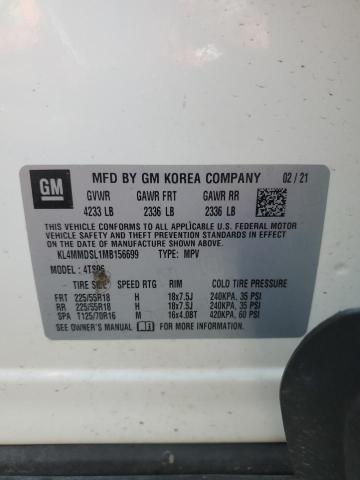 GM
MFD BY GM KOREA COMPANY 02/21
GVWR GAWR FRT GAWR RR
4233 LB 2336 LB 2336 LB
THIS VEHICLE CONFORMS TO ALL APPLICABLE U.S. FEDERAL MOTOR
VEHICLE SAFETY, BUMPER, AND THEFT PREVENTION STANDARDS IN
EFFECT ON THE DATE OF MANUFACTURE SHOWN ABOVE.
KL4MMDSL1MB156699 TYPE: MPV
MODEL: 4TS06
TIRE SIZE SPEED RTG RIM COLD TIRE PRESSURE
FRT 225/55R18 H 18x7.5J 240KPA, 35 PSI
RR 225/55R18 H 18x7.5J 240KPA, 35 PSI
SPA T125/70R16 M 16x4.0BT 420KPA, 60 PSI
SEE OWNER'S MANUAL FOR MORE INFORMATION